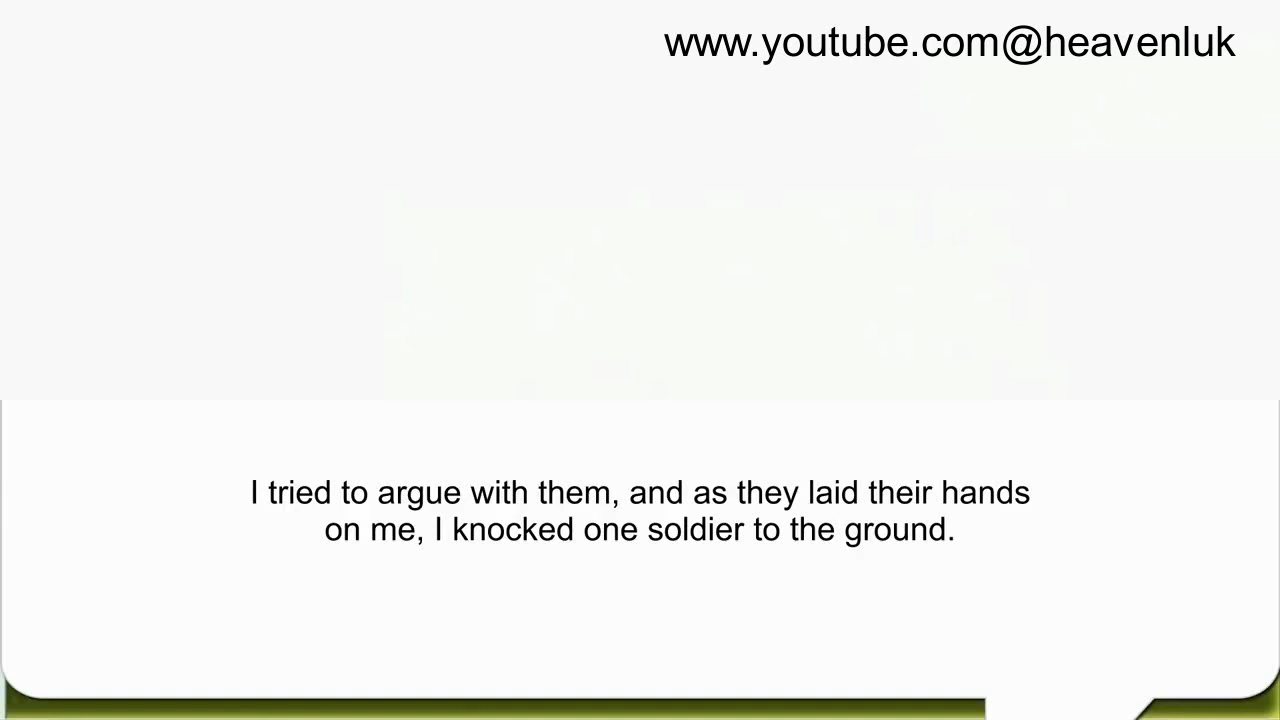 www.youtube.com@heavenluk
I tried to argue with them, and as they laid their hands
on me, I knocked one soldier to the ground.